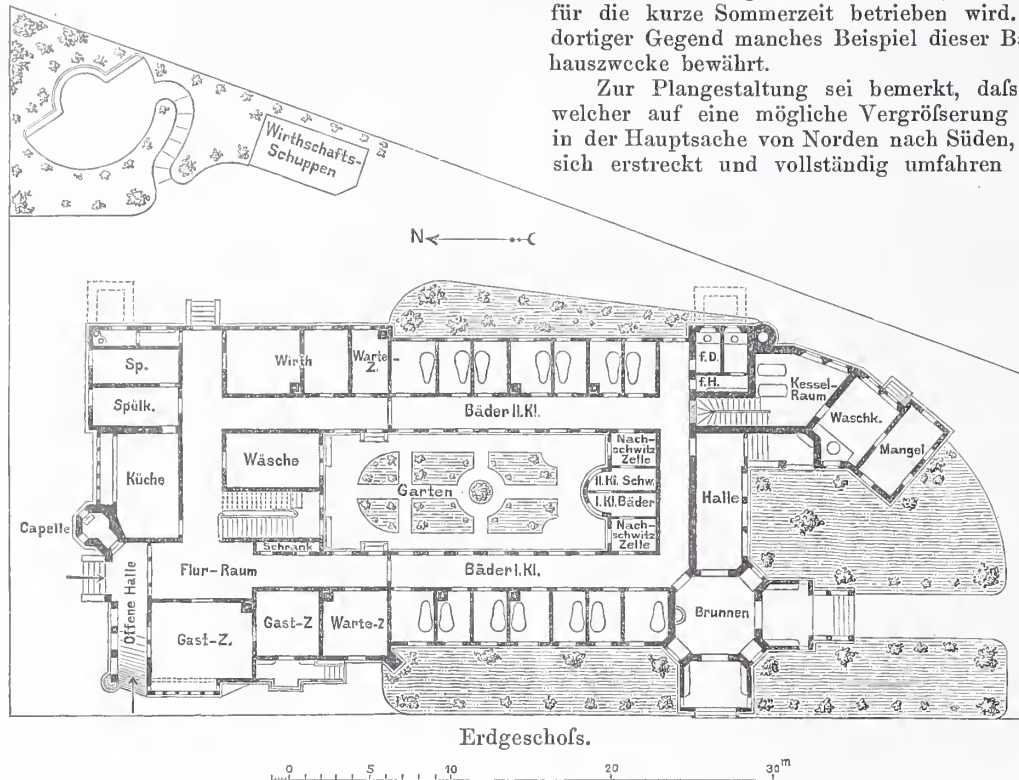 für die kurze Sommerzeit betrieben wird.
dortiger Gegend manches Beispiel dieser Ba
hauszwecke bewährt.
Zur Plangestaltung sei bemerkt, daſs
welcher auf eine mögliche Vergröſserung
in der Hauptsache von Norden nach Süden,
sich erstreckt und vollständig umfahren
Wirthschafts-
Schuppen
N
Sp.
Spülk.
Küche
Capelle
Offene Halle
Wirth
Warte-
Z.
Bäder II. Kl.
Wäsche
Schrank
Garten
Nach-
schwitz
Zelle
II. Kl. Schw.
I. Kl. Bäder
Nach-
schwitz
Zelle
Flur-Raum
Bäder I. Kl.
Gast-Z.
Gast-Z
Warte-Z
f. D.
f. H.
Kessel-
Raum
Waschk.
Mangel
Halle
Brunnen
Erdgeschoſs.
0 5 10 20 30 m